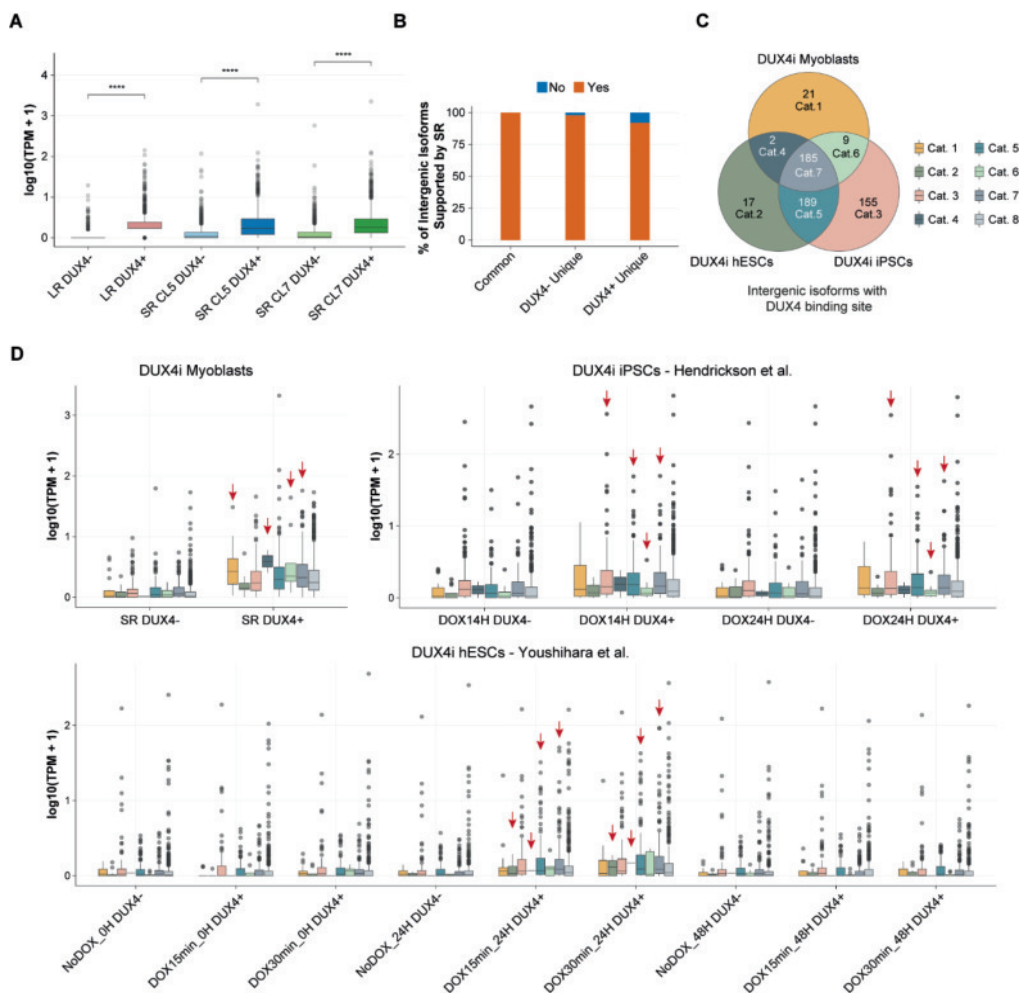 A
log10(TPM + 1)
4
3
2
1
0
****
****
****
LR DUX4-
LR DUX4+
SR CL5 DUX4-
SR CL5 DUX4+
SR CL7 DUX4-
SR CL7 DUX4+
B
No Yes
% of Intergenic Isoforms
Supported by SR
100
75
50
25
0
Common
DUX4- Unique
DUX4+ Unique
C
DUX4i Myoblasts
21
Cat.1
2
Cat.4
9
Cat.6
185
Cat.7
17
Cat.2
189
Cat.5
155
Cat.3
DUX4i hESCs
DUX4i iPSCs
Intergenic isoforms with
DUX4 binding site
Cat. 1
Cat. 2
Cat. 3
Cat. 4
Cat. 5
Cat. 6
Cat. 7
Cat. 8
D
DUX4i Myoblasts
log10(TPM + 1)
3
2
1
0
SR DUX4-
SR DUX4+
DUX4i iPSCs - Hendrickson et al.
log10(TPM + 1)
2
1
0
DOX14H DUX4-
DOX14H DUX4+
DOX24H DUX4-
DOX24H DUX4+
DUX4i hESCs - Youshihara et al.
log10(TPM + 1)
2
1
0
NoDOX_0H DUX4-
DOX15min_0H DUX4+
DOX30min_0H DUX4+
NoDOX_24H DUX4-
DOX15min_24H DUX4+
DOX30min_24H DUX4+
NoDOX_48H DUX4-
DOX15min_48H DUX4+
DOX30min_48H DUX4+